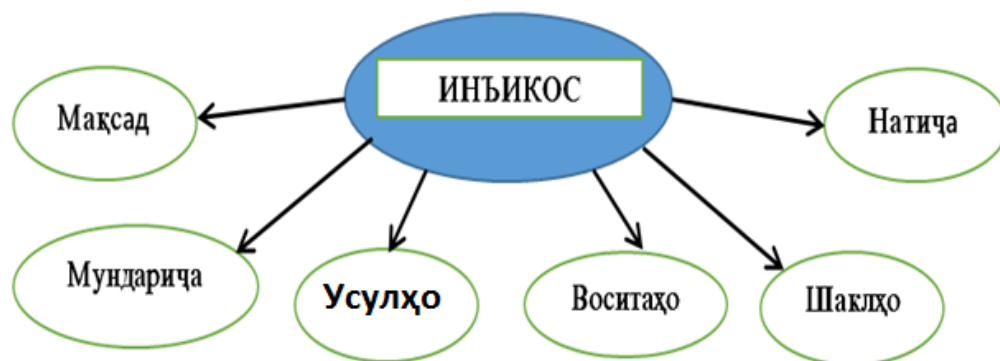 ИНЪИКОС
Мақсад
Натиҷа
Мундариҷа
Усулҳо
Воситаҳо
Шаклҳо